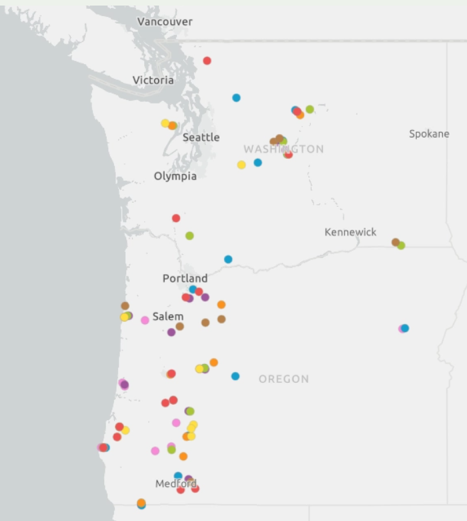 Vancouver
Victoria
Seattle
Spokane
WASHINGTON
Olympia
Kennewick
Portland
Salem
OREGON
Medford